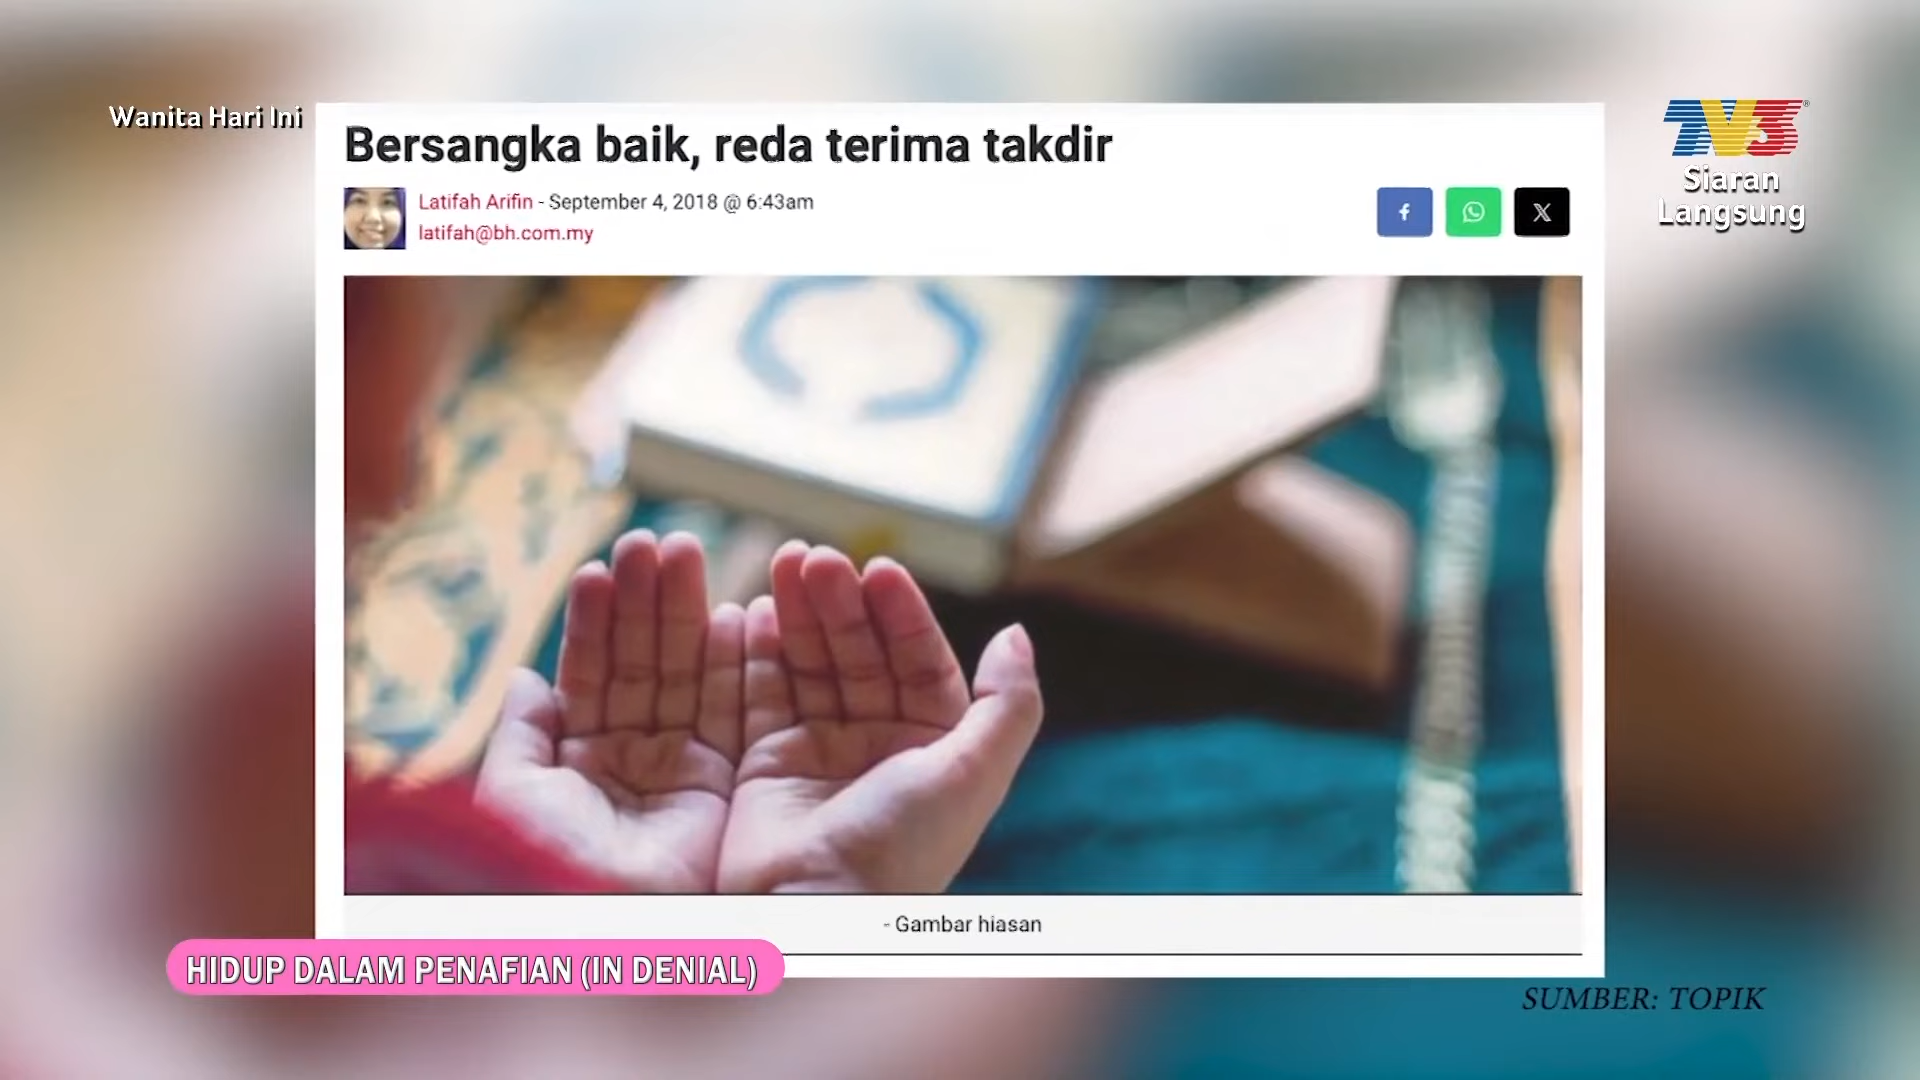 Wanita Hari Ini
Bersangka baik, reda terima takdir
Latifah Arifin - September 4, 2018 @ 6:43am
latifah@bh.com.my
TV3
Siaran
Langsung
- Gambar hiasan
HIDUP DALAM PENAFIAN (IN DENIAL)
SUMBER: TOPIK